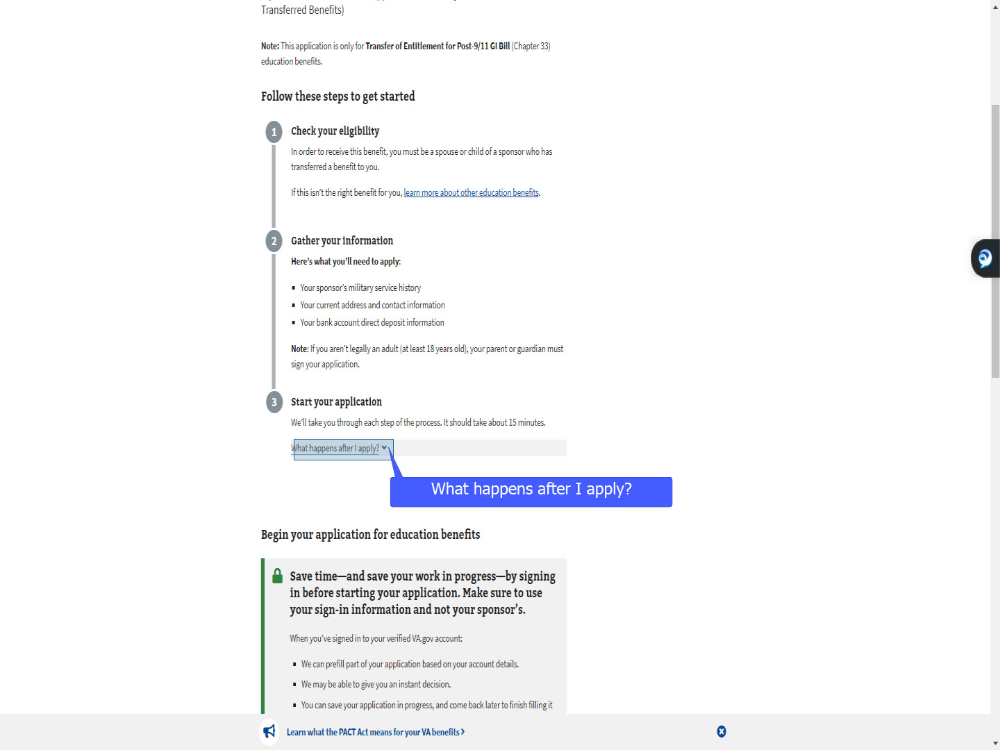 Transferred Benefits)
Note: This application is only for Transfer of Entitlement for Post-9/11 GI Bill (Chapter 33)
education benefits.
Follow these steps to get started
1 Check your eligibility
In order to receive this benefit, you must be a spouse or child of a sponsor who has
transferred a benefit to you.
If this isn't the right benefit for you, learn more about other education benefits.
2 Gather your information
Here's what you'll need to apply:
▪ Your sponsor's military service history
▪ Your current address and contact information
▪ Your bank account direct deposit information
Note: If you aren't legally an adult (at least 18 years old), your parent or guardian must
sign your application.
3 Start your application
We'll take you through each step of the process. It should take about 15 minutes.
What happens after I apply?
What happens after I apply?
Begin your application for education benefits
Save time—and save your work in progress—by signing
in before starting your application. Make sure to use
your sign-in information and not your sponsor's.
When you've signed in to your verified VA.gov account:
▪ We can prefill part of your application based on your account details.
▪ We may be able to give you an instant decision.
▪ You can save your application in progress, and come back later to finish filling it
Learn what the PACT Act means for your VA benefits